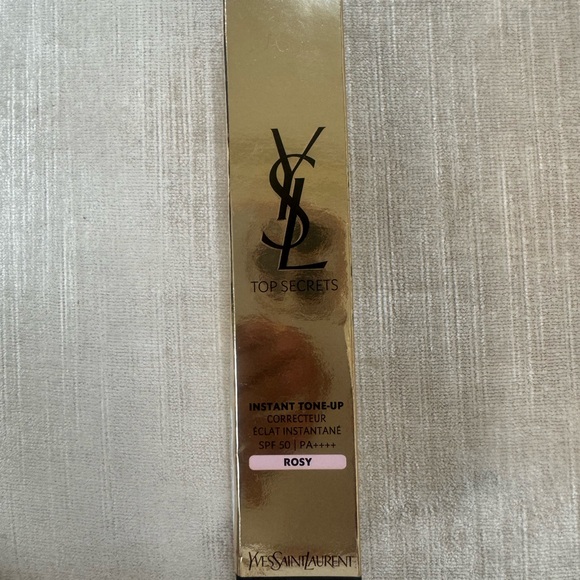 YSL
TOP SECRETS
INSTANT TONE-UP
CORRECTEUR
ÉCLAT INSTANTANÉ
SPF 50 | PA++++
ROSY
YVESSAINTLAURENT